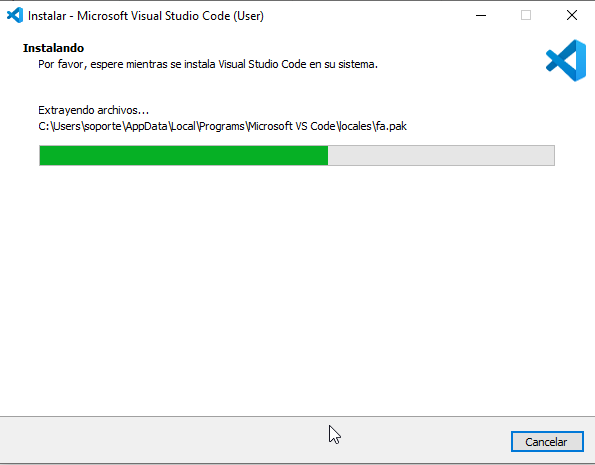 Instalar - Microsoft Visual Studio Code (User)
Instalando
Por favor, espere mientras se instala Visual Studio Code en su sistema.
Extrayendo archivos...
C:\Users\soporte\AppData\Local\Programs\Microsoft VS Code\locales\fa.pak
Cancelar